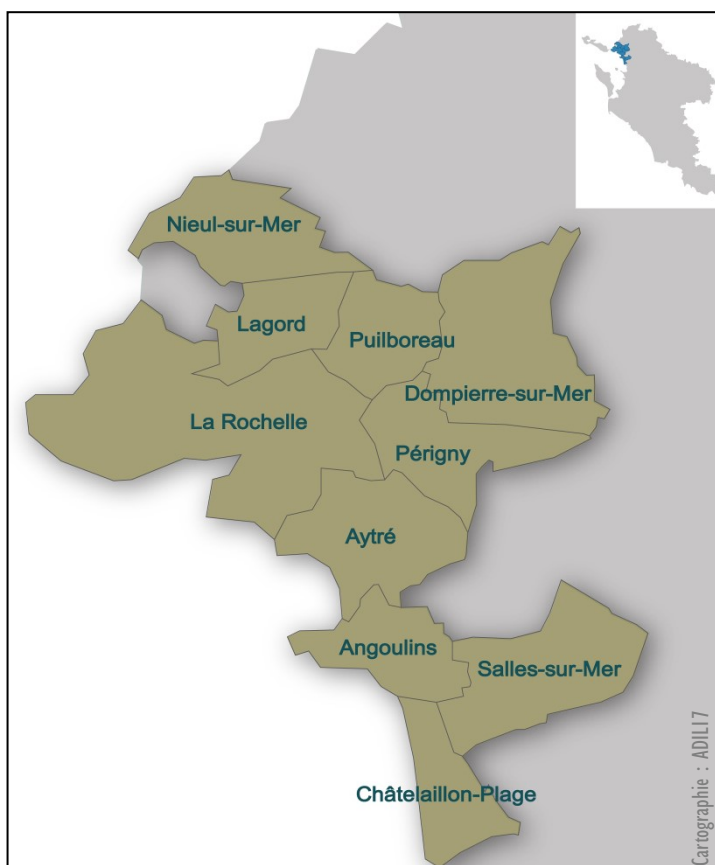 Nieul-sur-Mer
Lagord
Puilboreau
Dompierre-sur-Mer
La Rochelle
Périgny
Aytré
Angoulins
Salles-sur-Mer
Châtelaillon-Plage
Cartographie : ADILI7